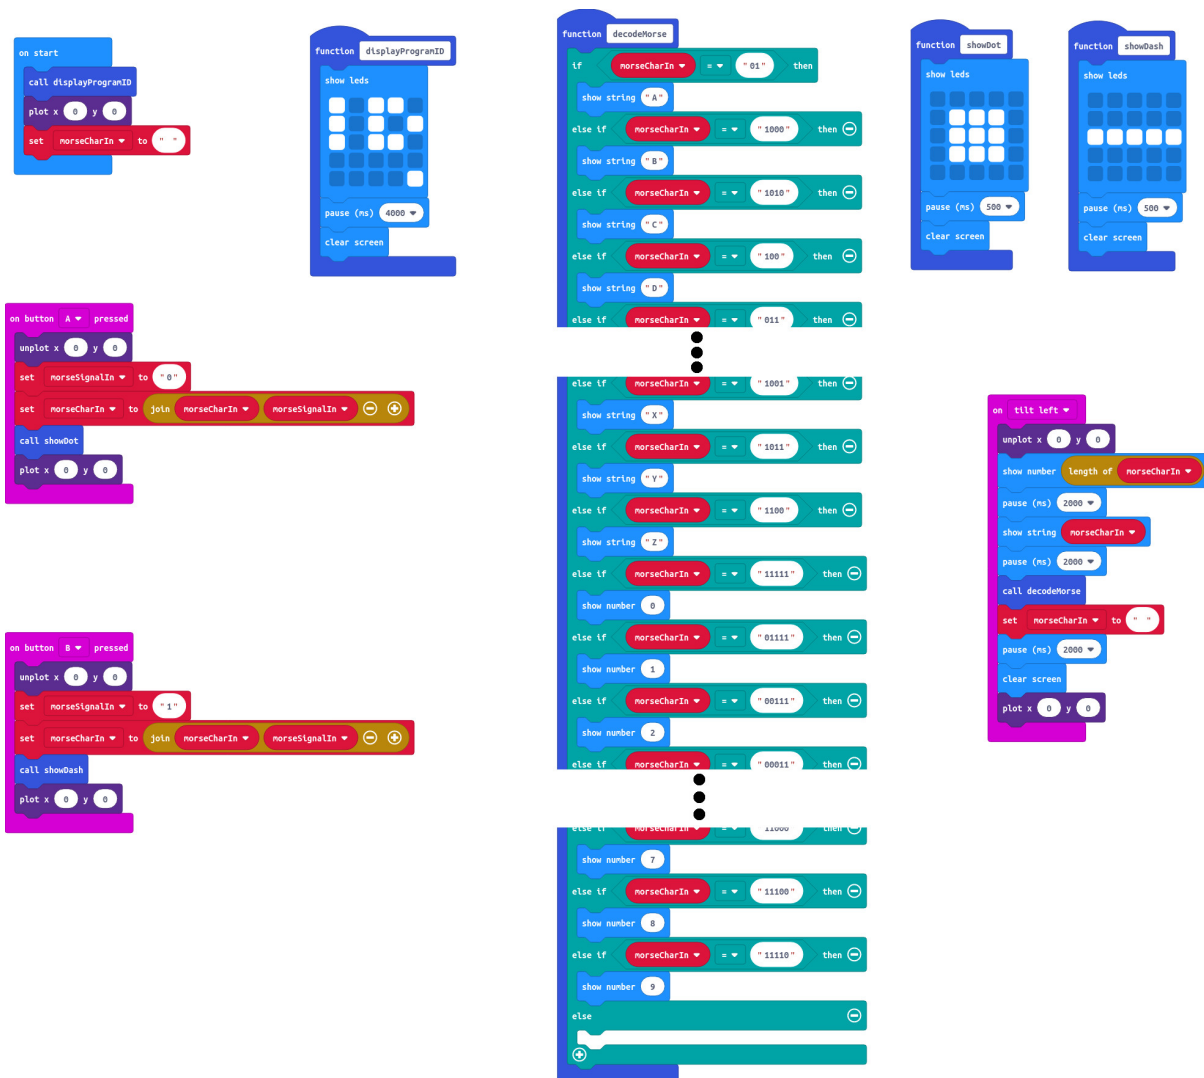 on start
call displayProgramID
plot x 0 y 0
set morseCharIn to " "
function displayProgramID
show leds
pause (ms) 4000
clear screen
function decodeMorse
if morseCharIn = "01" then
show string "A"
else if morseCharIn = "1000" then
show string "B"
else if morseCharIn = "1010" then
show string "C"
else if morseCharIn = "100" then
show string "D"
else if morseCharIn = "011" then
else if morseCharIn = "1001" then
show string "X"
else if morseCharIn = "1011" then
show string "Y"
else if morseCharIn = "1100" then
show string "Z"
else if morseCharIn = "11111" then
show number 0
else if morseCharIn = "01111" then
show number 1
else if morseCharIn = "00111" then
show number 2
else if morseCharIn = "00011" then
else if morseCharIn = "11000" then
show number 7
else if morseCharIn = "11100" then
show number 8
else if morseCharIn = "11110" then
show number 9
else
function showDot
show leds
pause (ms) 500
clear screen
function showDash
show leds
pause (ms) 500
clear screen
on button A pressed
unplot x 0 y 0
set morseSignalIn to "0"
set morseCharIn to join morseCharIn morseSignalIn
call showDot
plot x 0 y 0
on button B pressed
unplot x 0 y 0
set morseSignalIn to "1"
set morseCharIn to join morseCharIn morseSignalIn
call showDash
plot x 0 y 0
on tilt left
unplot x 0 y 0
show number length of morseCharIn
pause (ms) 2000
show string morseCharIn
pause (ms) 2000
call decodeMorse
set morseCharIn to " "
pause (ms) 2000
clear screen
plot x 0 y 0